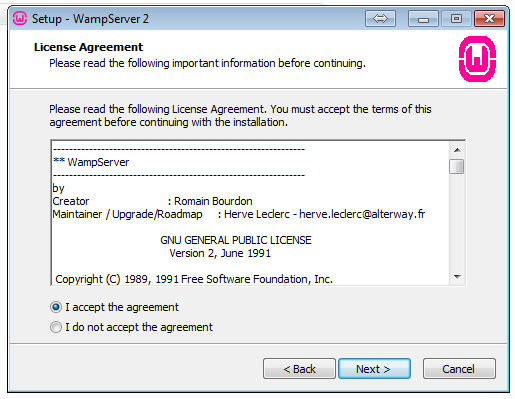 Setup - WampServer 2
License Agreement
Please read the following important information before continuing.
Please read the following License Agreement. You must accept the terms of this
agreement before continuing with the installation.
------------------------------------------------------------
** WampServer
------------------------------------------------------------
by
Creator : Romain Bourdon
Maintainer / Upgrade/Roadmap : Herve Leclerc - herve.leclerc@alterway.fr
GNU GENERAL PUBLIC LICENSE
Version 2, June 1991
Copyright (C) 1989, 1991 Free Software Foundation, Inc.
I accept the agreement
I do not accept the agreement
< Back Next > Cancel